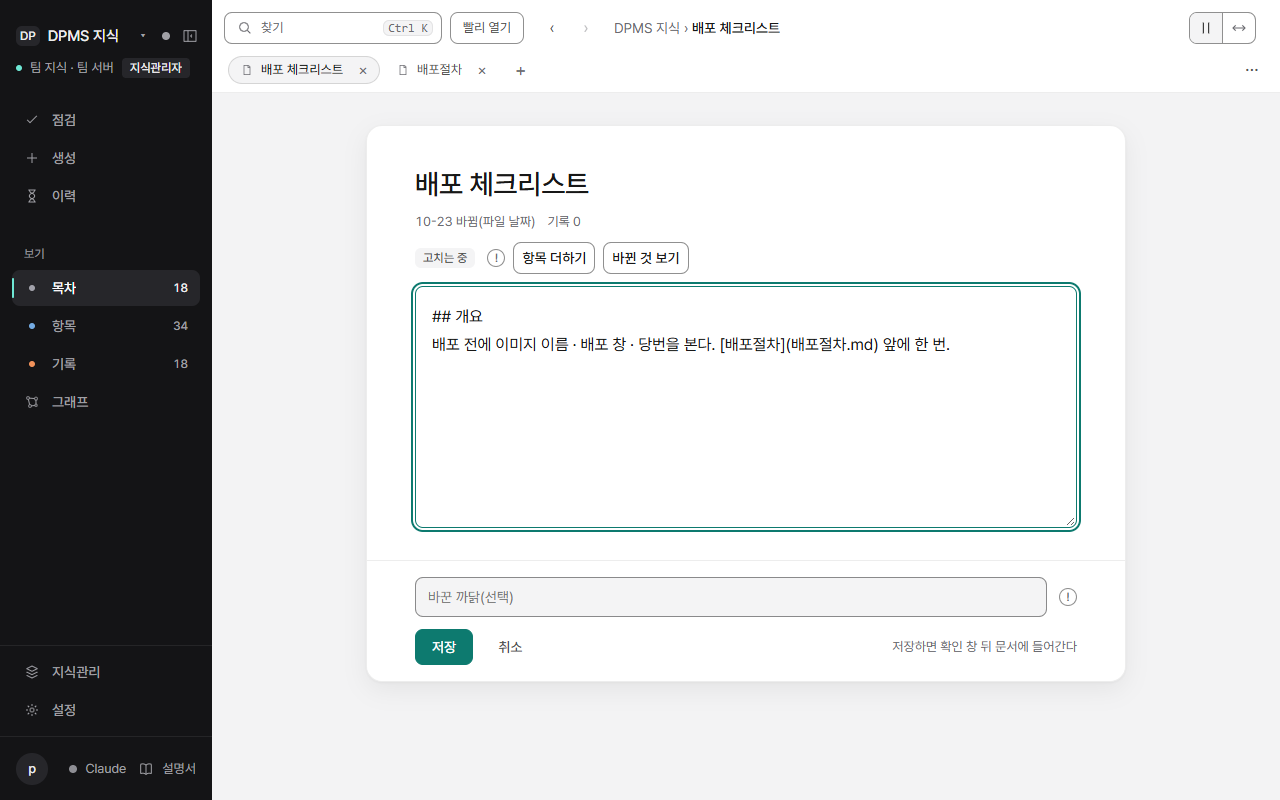 DP DPMS 지식
팀 지식 · 팀 서버 지식관리자
점검
생성
이력
보기
목차 18
항목 34
기록 18
그래프
지식관리
설정
p Claude 설명서
찾기 Ctrl K 빨리 열기 ‹ › DPMS 지식 › 배포 체크리스트
배포 체크리스트 × 배포절차 × +
배포 체크리스트
10-23 바뀜(파일 날짜) 기록 0
고치는 중 ! 항목 더하기 바뀐 것 보기
## 개요
배포 전에 이미지 이름 · 배포 창 · 당번을 본다. [배포절차](배포절차.md) 앞에 한 번.
바꾼 까닭(선택) !
저장 취소 저장하면 확인 창 뒤 문서에 들어간다